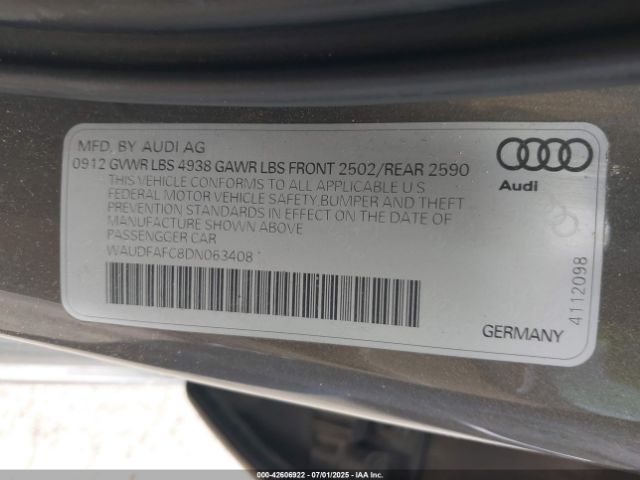 MFD. BY AUDI AG
0912 GVWR LBS 4938 GAWR LBS FRONT 2502/REAR 2590
THIS VEHICLE CONFORMS TO ALL APPLICABLE U.S
FEDERAL MOTOR VEHICLE SAFETY,BUMPER AND THEFT
PREVENTION STANDARDS IN EFFECT ON THE DATE OF
MANUFACTURE SHOWN ABOVE
PASSENGGER CAR
WAUDFAFC8DN063408
Audi
4112098
GERMANY
000-42606922 - 07/01/2025 - IAA Inc.